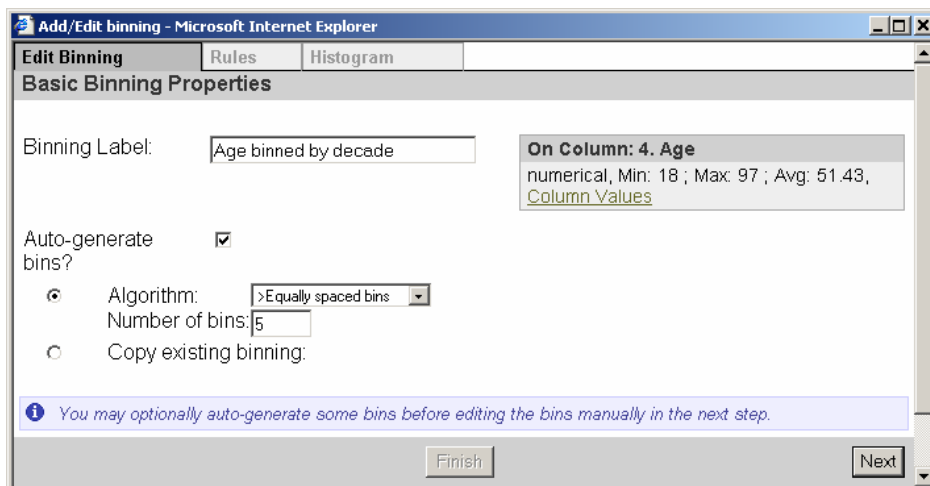 Add/Edit binning - Microsoft Internet Explorer
Edit Binning Rules Histogram
Basic Binning Properties
Binning Label: Age binned by decade
On Column: 4. Age
numerical, Min: 18 ; Max: 97 ; Avg: 51.43,
Column Values
Auto-generate
bins?
Algorithm: >Equally spaced bins
Number of bins: 5
Copy existing binning:
You may optionally auto-generate some bins before editing the bins manually in the next step.
Finish Next